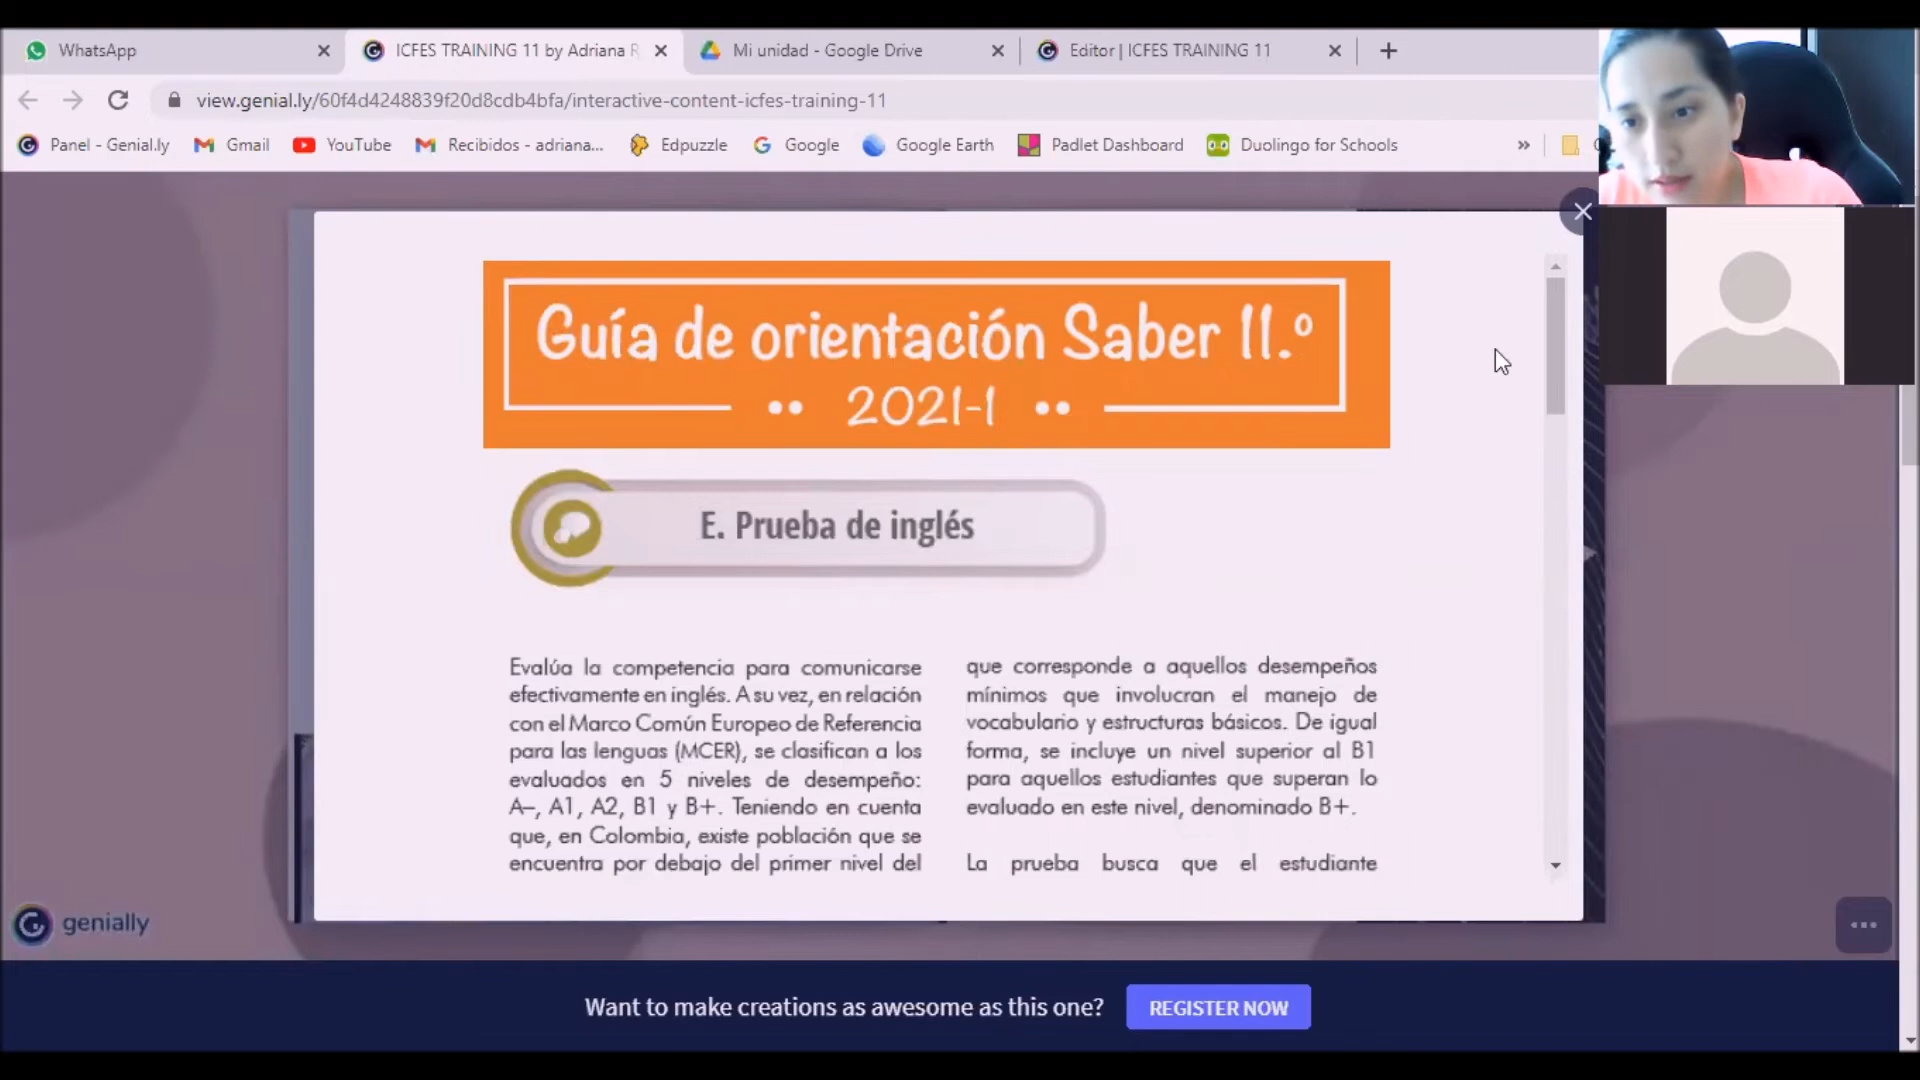 WhatsApp
ICFES TRAINING 11 by Adriana R
Mi unidad - Google Drive
Editor | ICFES TRAINING 11
view.genial.ly/60f4d4248839f20d8cdb4bfa/interactive-content-icfes-training-11
Panel - Genial.ly
Gmail
YouTube
Recibidos - adriana...
Edpuzzle
Google
Google Earth
Padlet Dashboard
Duolingo for Schools
»
Guía de orientación Saber 11.º
2021-1
E. Prueba de inglés
Evalúa la competencia para comunicarse
efectivamente en inglés. A su vez, en relación
con el Marco Común Europeo de Referencia
para las lenguas (MCER), se clasifican a los
evaluados en 5 niveles de desempeño:
A–, A1, A2, B1 y B+. Teniendo en cuenta
que, en Colombia, existe población que se
encuentra por debajo del primer nivel del
que corresponde a aquellos desempeños
mínimos que involucran el manejo de
vocabulario y estructuras básicos. De igual
forma, se incluye un nivel superior al B1
para aquellos estudiantes que superan lo
evaluado en este nivel, denominado B+.
La prueba busca que el estudiante
genially
Want to make creations as awesome as this one?
REGISTER NOW